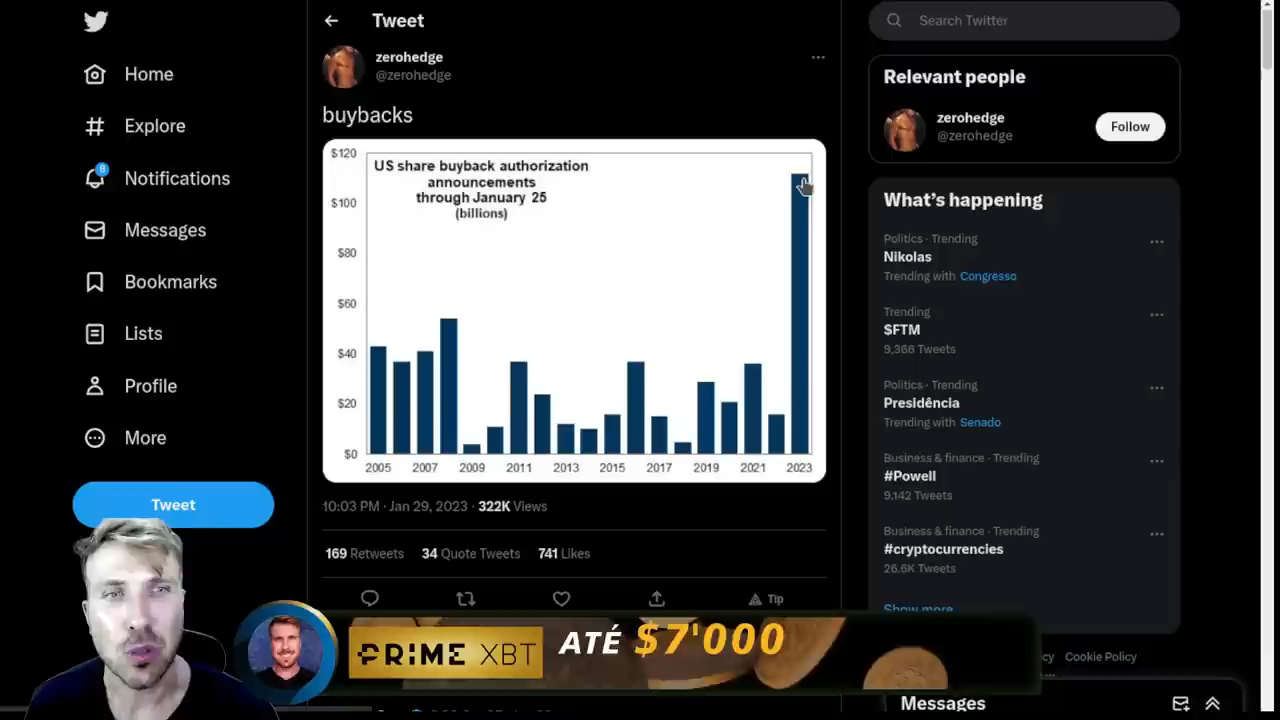 Home
Explore
8
Notifications
Messages
Bookmarks
Lists
Profile
More
Tweet
Tweet
zerohedge
@zerohedge
buybacks
US share buyback authorization
announcements
through January 25
(billions)
$120
$100
$80
$60
$40
$20
$0
2005 2007 2009 2011 2013 2015 2017 2019 2021 2023
10:03 PM · Jan 29, 2023 · 322K Views
169 Retweets 34 Quote Tweets 741 Likes
Tip
Search Twitter
Relevant people
zerohedge
@zerohedge
Follow
What's happening
Politics · Trending
Nikolas
Trending with Congresso
Trending
$FTM
9,366 Tweets
Politics · Trending
Presidência
Trending with Senado
Business & finance · Trending
#Powell
9,142 Tweets
Business & finance · Trending
#cryptocurrencies
26.6K Tweets
Show more
Cookie Policy
Messages
PRIME XBT
ATÉ $7'000